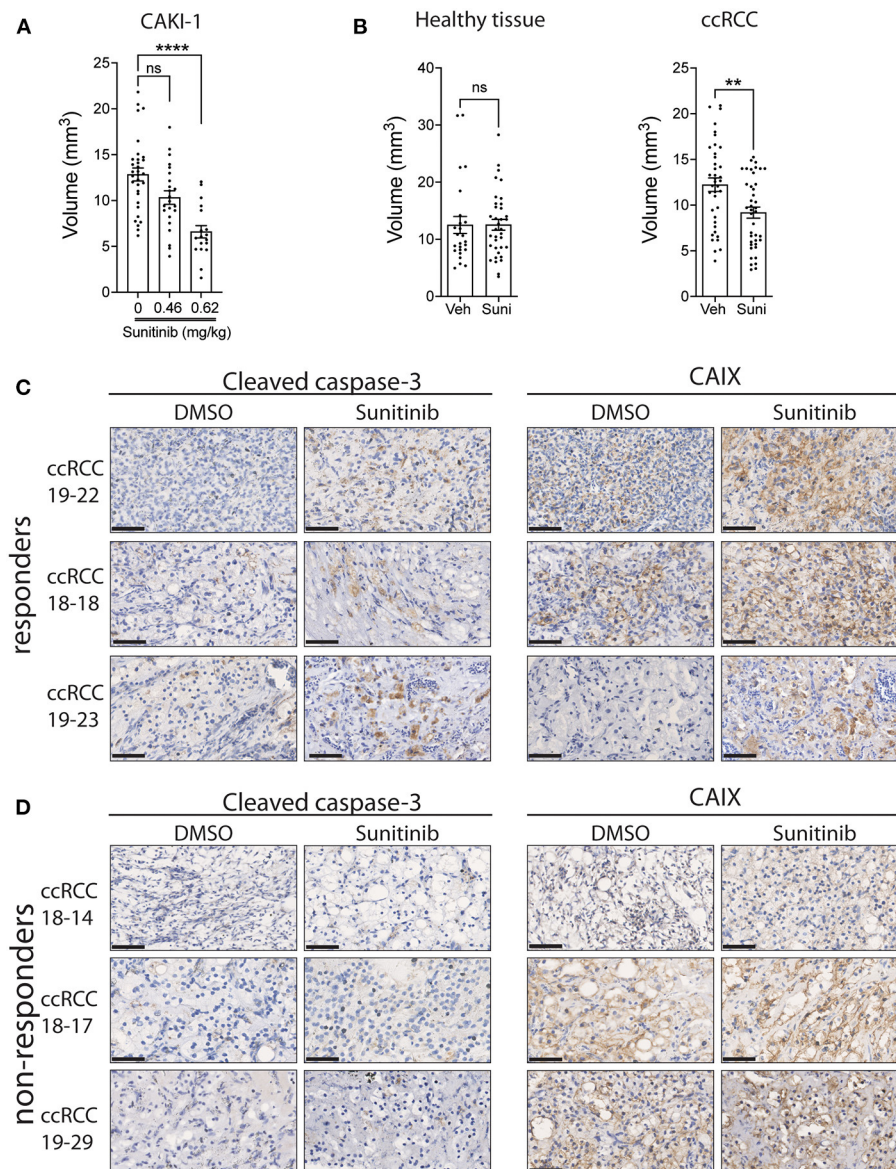 A
CAKI-1
Volume (mm³)
25
20
15
10
5
0
ns
****
0 0.46 0.62
Sunitinib (mg/kg)
B
Healthy tissue
Volume (mm³)
40
30
20
10
0
ns
Veh Suni
ccRCC
Volume (mm³)
25
20
15
10
5
0
**
Veh Suni
C
Cleaved caspase-3
CAIX
DMSO
Sunitinib
DMSO
Sunitinib
responders
ccRCC
19-22
ccRCC
18-18
ccRCC
19-23
D
Cleaved caspase-3
CAIX
DMSO
Sunitinib
DMSO
Sunitinib
non-responders
ccRCC
18-14
ccRCC
18-17
ccRCC
19-29